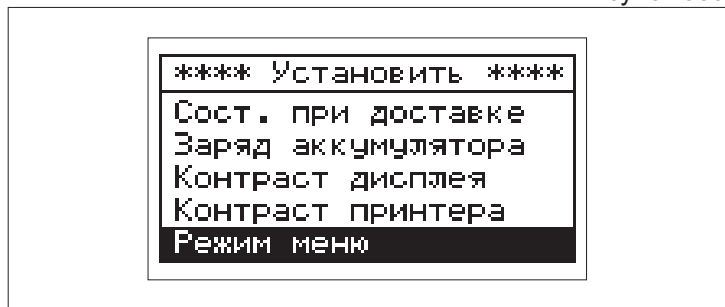 **** Установить ****
Сост. при доставке
Заряд аккумулятора
Контраст дисплея
Контраст принтера
Режим меню